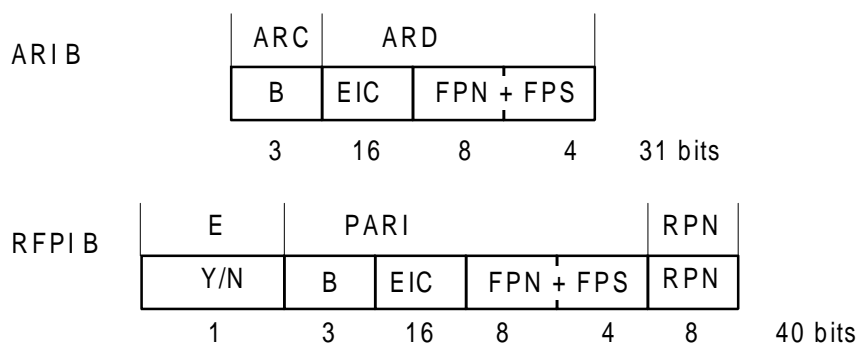 ARC ARD
ARI B
B EIC FPN + FPS
3 16 8 4 31 bits
E PARI RPN
RFPI B
Y/N B EIC FPN + FPS RPN
1 3 16 8 4 8 40 bits